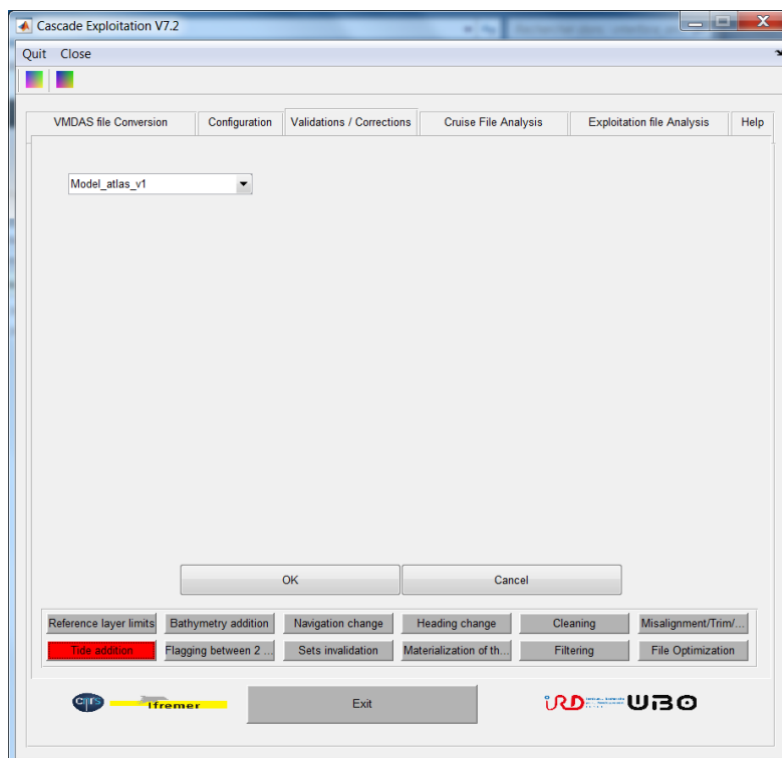 Cascade Exploitation V7.2
Quit Close
VMDAS file Conversion Configuration Validations / Corrections Cruise File Analysis Exploitation file Analysis Help
Model_atlas_v1
OK Cancel
Reference layer limits Bathymetry addition Navigation change Heading change Cleaning Misalignment/Trim/...
Tide addition Flagging between 2 ... Sets invalidation Materialization of th... Filtering File Optimization
Ifremer Exit IRD UBO